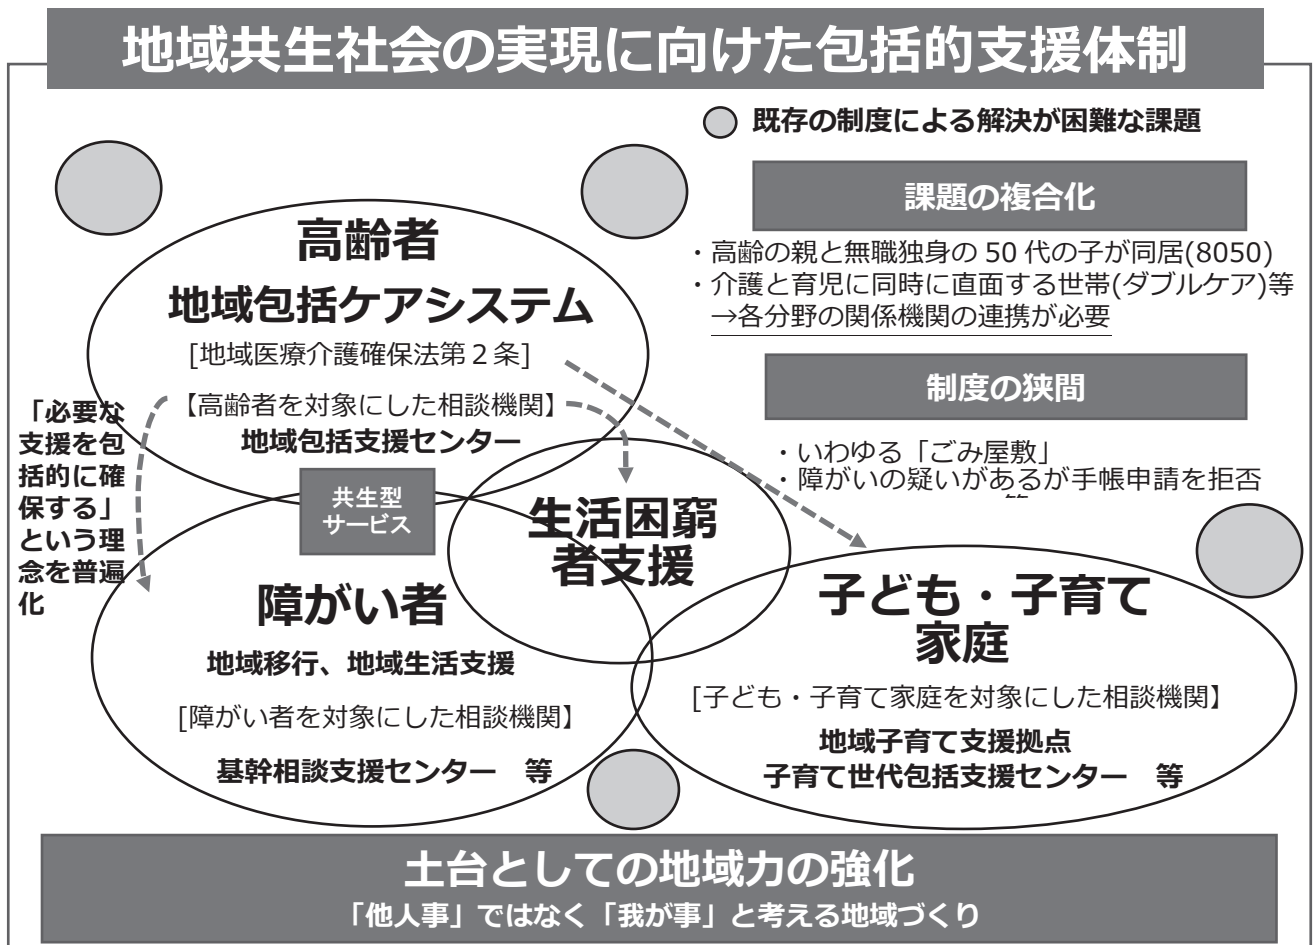 地域共生社会の実現に向けた包括的支援体制
既存の制度による解決が困難な課題
課題の複合化
・高齢の親と無職独身の 50 代の子が同居(8050)
・介護と育児に同時に直面する世帯(ダブルケア)等
→各分野の関係機関の連携が必要
制度の狭間
・いわゆる「ごみ屋敷」
・障がいの疑いがあるが手帳申請を拒否
高齢者
地域包括ケアシステム
[地域医療介護確保法第２条]
【高齢者を対象にした相談機関】
地域包括支援センター
「必要な
支援を包
括的に確
保する」
という理
念を普遍
化
共生型
サービス
生活困窮
者支援
障がい者
地域移行、地域生活支援
[障がい者を対象にした相談機関】
基幹相談支援センター　等
子ども・子育て
家庭
[子ども・子育て家庭を対象にした相談機関】
地域子育て支援拠点
子育て世代包括支援センター　等
土台としての地域力の強化
「他人事」ではなく「我が事」と考える地域づくり